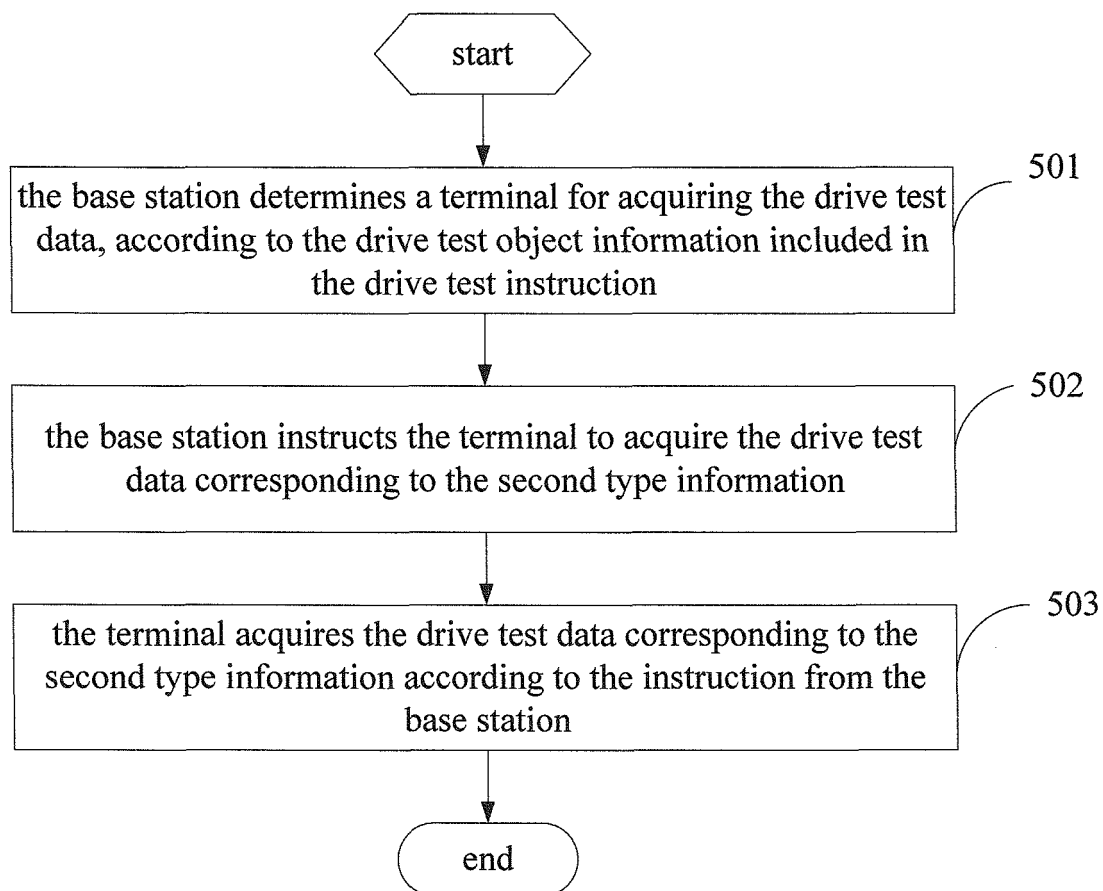 start
501
the base station determines a terminal for acquiring the drive test
data, according to the drive test object information included in
the drive test instruction
502
the base station instructs the terminal to acquire the drive test
data corresponding to the second type information
503
the terminal acquires the drive test data corresponding to the
second type information according to the instruction from the
base station
end